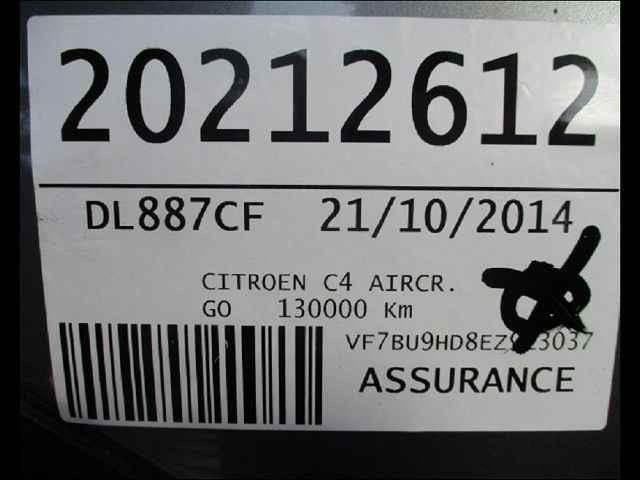 20212612
DL887CF 21/10/2014
CITROEN C4 AIRCR.
GO 130000 Km
ASSURANCE